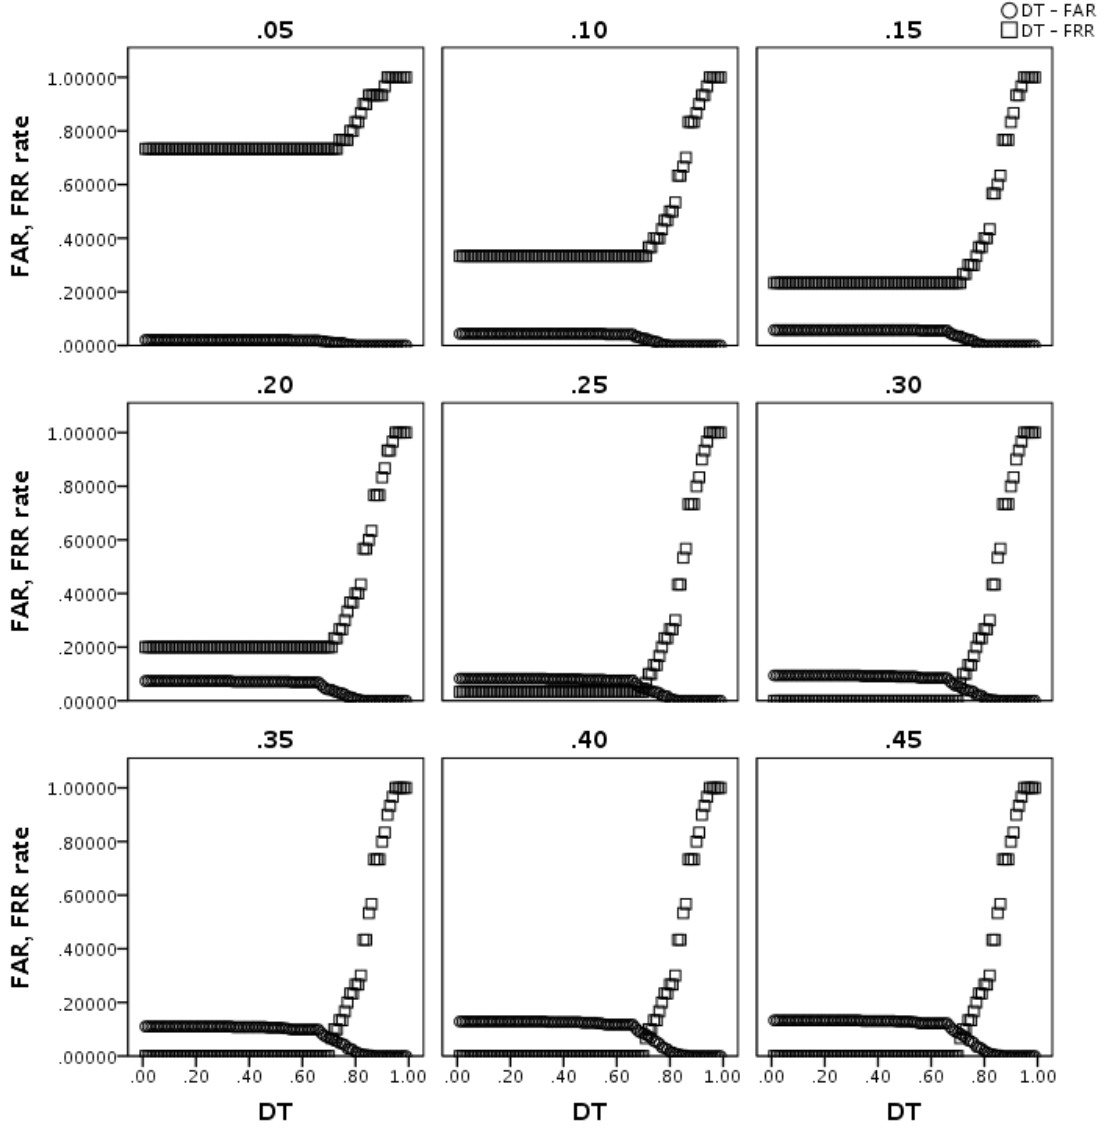 DT – FAR
DT – FRR
.05 .10 .15
FAR, FRR rate
1.00000
.80000
.60000
.40000
.20000
.00000
.20 .25 .30
FAR, FRR rate
1.00000
.80000
.60000
.40000
.20000
.00000
.35 .40 .45
FAR, FRR rate
1.00000
.80000
.60000
.40000
.20000
.00000
.00 .20 .40 .60 .80 1.00 .00 .20 .40 .60 .80 1.00 .00 .20 .40 .60 .80 1.00
DT DT DT